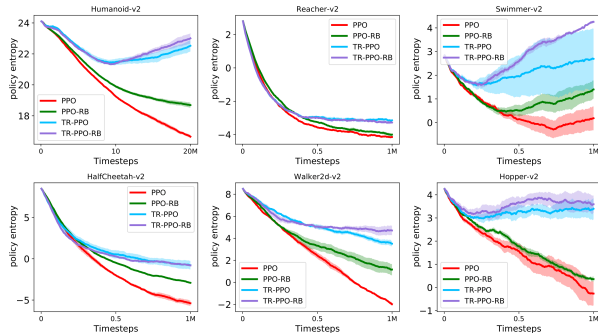 Humanoid-v2
policy entropy
24
22
20
18
PPO
PPO-RB
TR-PPO
TR-PPO-RB
0
10
20M
Timesteps
Reacher-v2
policy entropy
2
0
−2
−4
PPO
PPO-RB
TR-PPO
TR-PPO-RB
0
0.5
1M
Timesteps
Swimmer-v2
policy entropy
4
3
2
1
0
PPO
PPO-RB
TR-PPO
TR-PPO-RB
0
0.5
1M
Timesteps
HalfCheetah-v2
policy entropy
5
0
−5
PPO
PPO-RB
TR-PPO
TR-PPO-RB
0
0.5
1M
Timesteps
Walker2d-v2
policy entropy
8
6
4
2
0
−2
PPO
PPO-RB
TR-PPO
TR-PPO-RB
0
0.5
1M
Timesteps
Hopper-v2
policy entropy
4
3
2
1
0
−1
PPO
PPO-RB
TR-PPO
TR-PPO-RB
0
0.5
1M
Timesteps